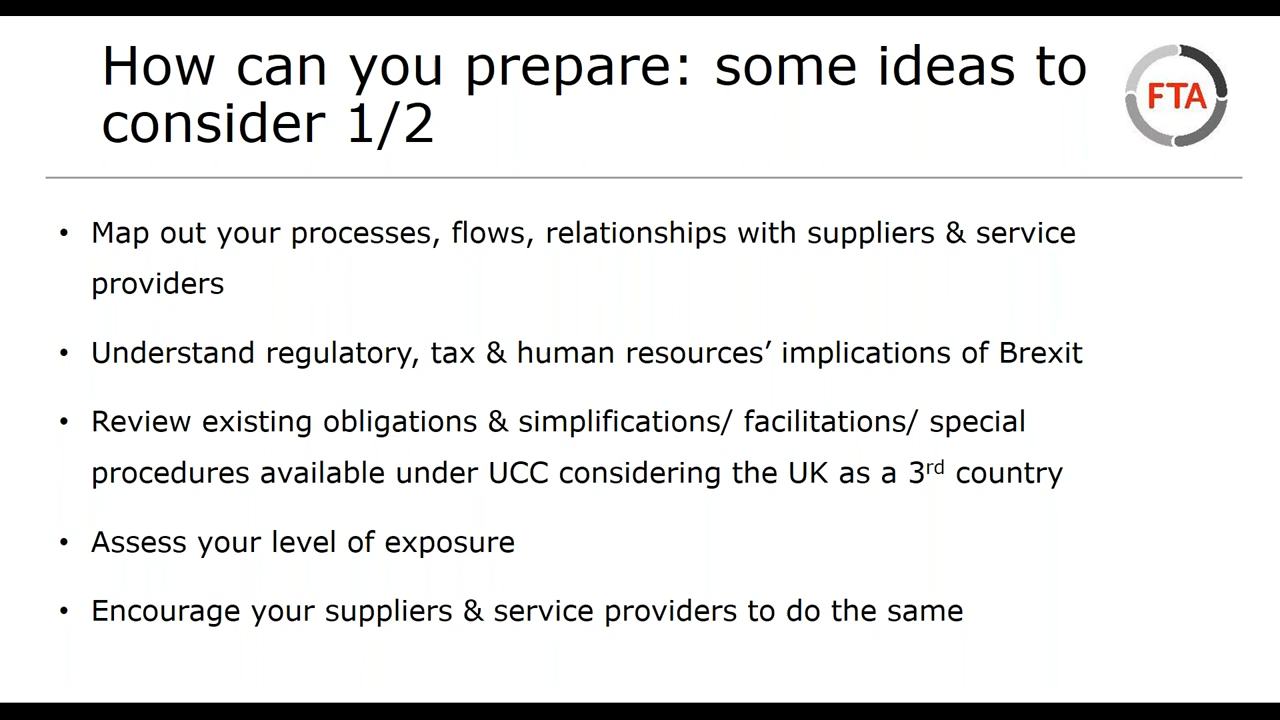 How can you prepare: some ideas to
consider 1/2
FTA
• Map out your processes, flows, relationships with suppliers & service
providers
• Understand regulatory, tax & human resources’ implications of Brexit
• Review existing obligations & simplifications/ facilitations/ special
procedures available under UCC considering the UK as a 3rd country
• Assess your level of exposure
• Encourage your suppliers & service providers to do the same